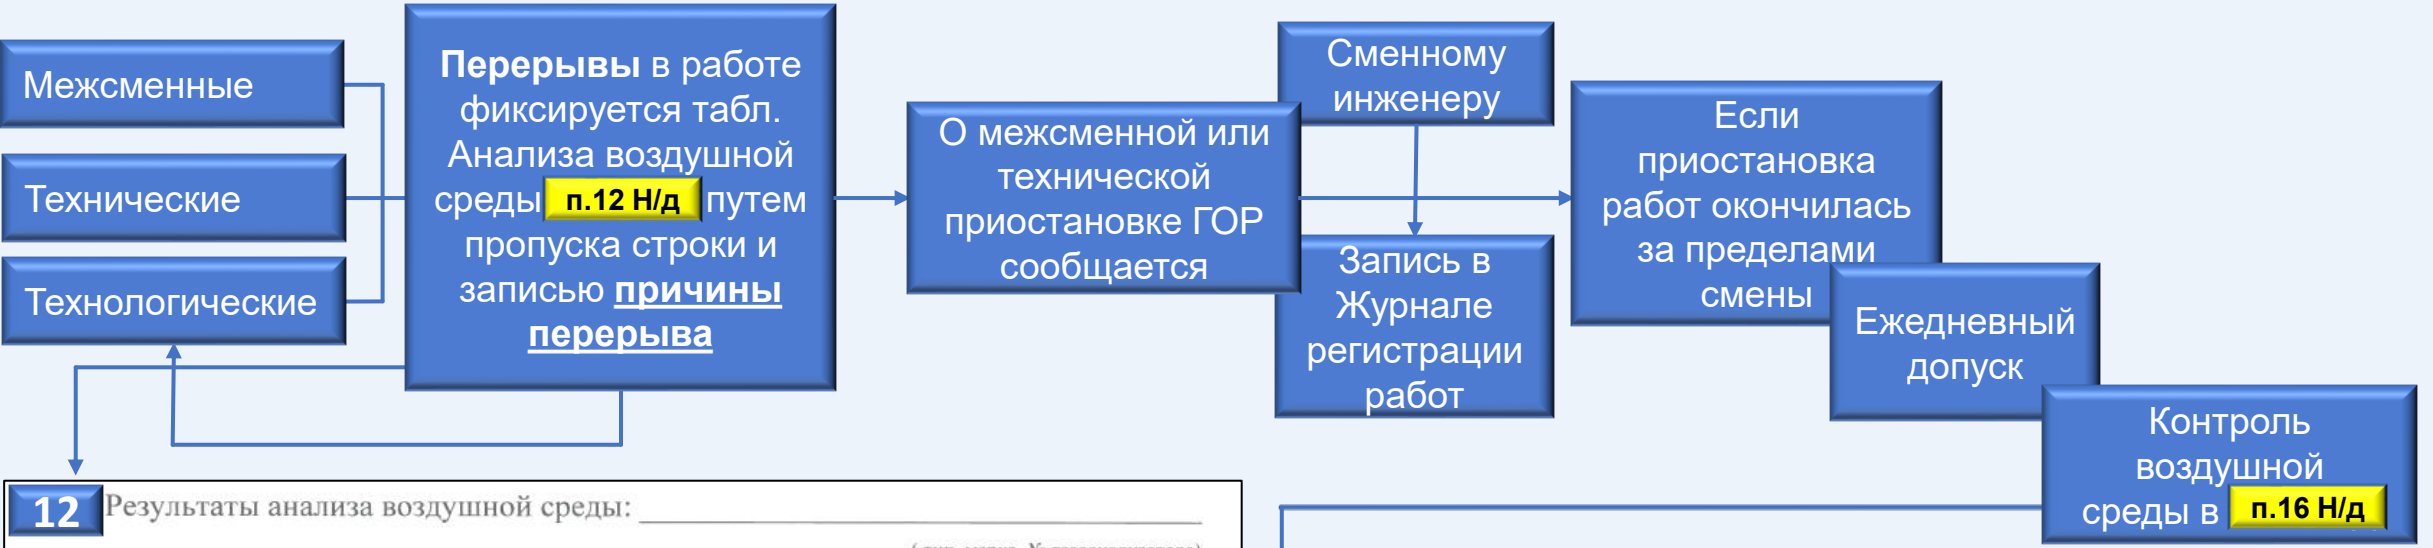 Межсменные
Технические
Технологические
Перерывы в работе
фиксируется табл.
Анализа воздушной
среды п.12 Н/д путем
пропуска строки и
записью причины
перерыва
О межсменной или
технической
приостановке ГОР
сообщается
Сменному
инженеру
Запись в
Журнале
регистрации
работ
Если
приостановка
работ окончилась
за пределами
смены
Ежедневный
допуск
Контроль
воздушной
среды в п.16 Н/д
12 Результаты анализа воздушной среды: